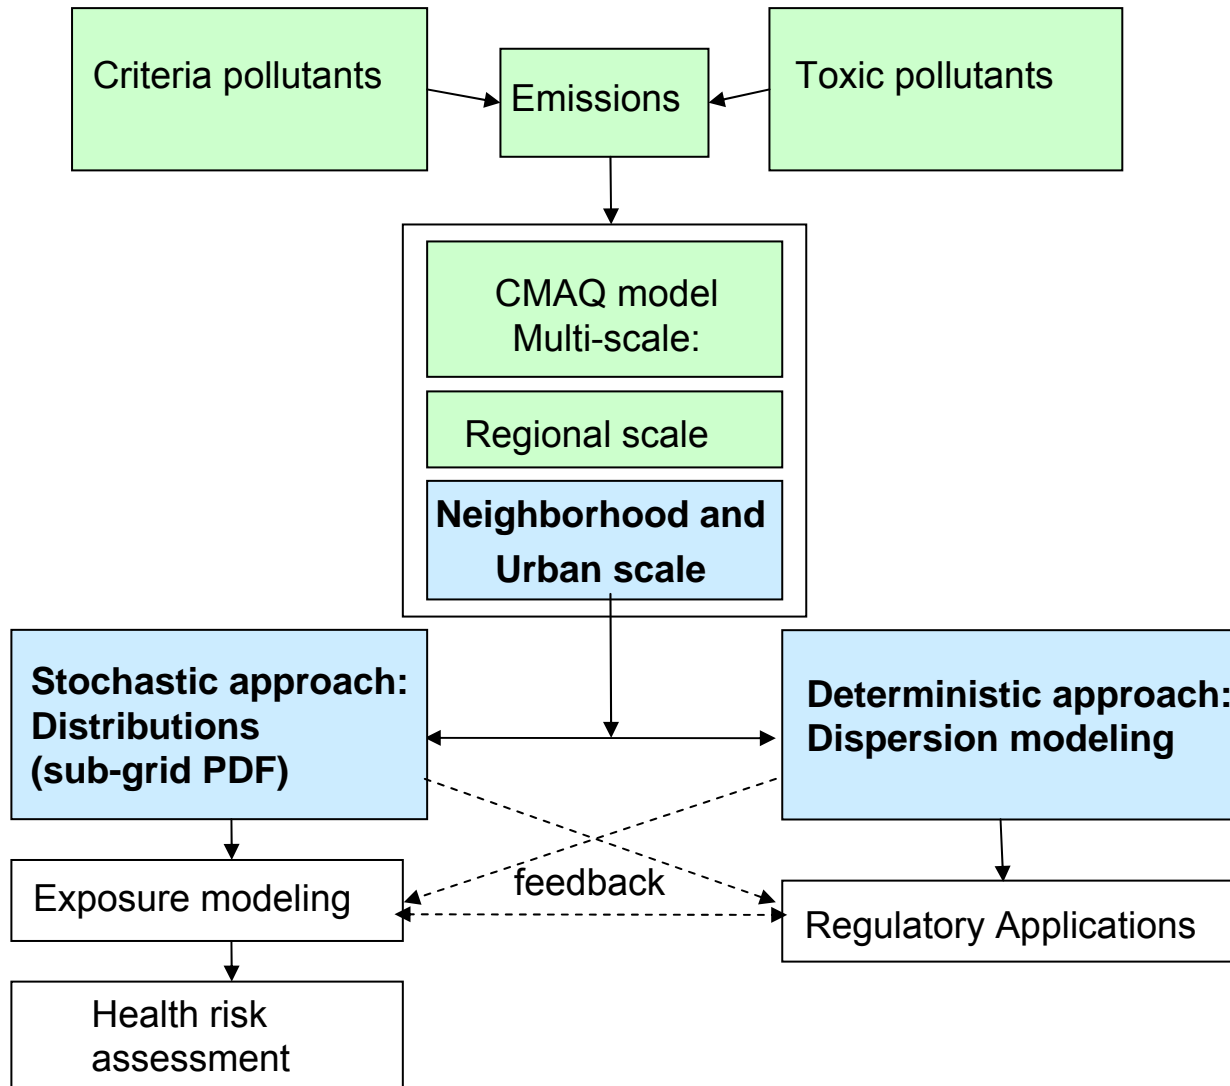 Criteria pollutants
Emissions
Toxic pollutants
CMAQ model
Multi-scale:
Regional scale
Neighborhood and
Urban scale
Stochastic approach:
Distributions
(sub-grid PDF)
Deterministic approach:
Dispersion modeling
Exposure modeling
feedback
Regulatory Applications
Health risk
assessment